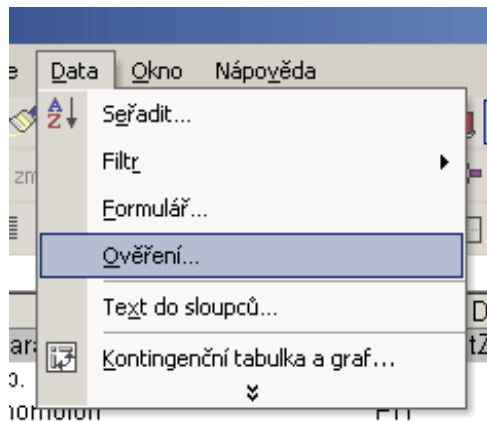 Data Okno Nápověda
Seřadit...
Filtr
Formulář...
Ověření...
Text do sloupců...
Kontingenční tabulka a graf...